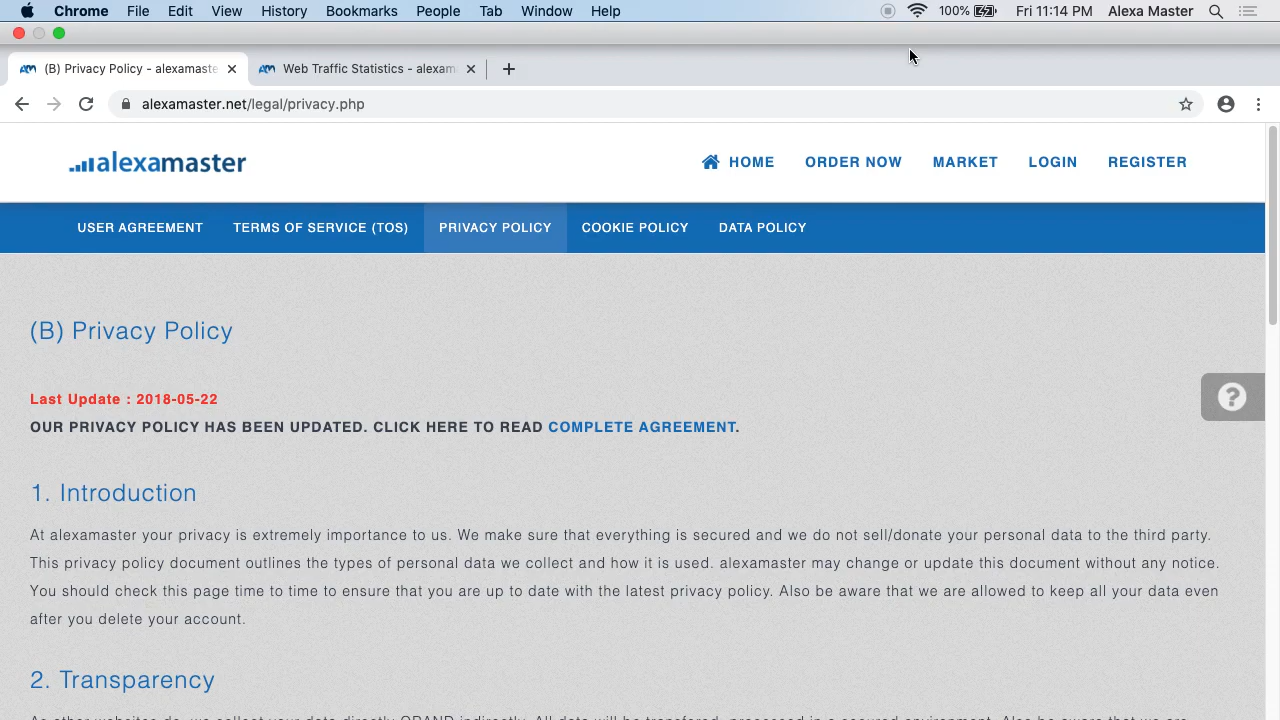 Chrome File Edit View History Bookmarks People Tab Window Help 100% Fri 11:14 PM Alexa Master
(B) Privacy Policy - alexamaste Web Traffic Statistics - alexam
alexamaster.net/legal/privacy.php
alexamaster HOME ORDER NOW MARKET LOGIN REGISTER
USER AGREEMENT TERMS OF SERVICE (TOS) PRIVACY POLICY COOKIE POLICY DATA POLICY
(B) Privacy Policy
Last Update : 2018-05-22
OUR PRIVACY POLICY HAS BEEN UPDATED. CLICK HERE TO READ COMPLETE AGREEMENT.
?
1. Introduction
At alexamaster your privacy is extremely importance to us. We make sure that everything is secured and we do not sell/donate your personal data to the third party.
This privacy policy document outlines the types of personal data we collect and how it is used. alexamaster may change or update this document without any notice.
You should check this page time to time to ensure that you are up to date with the latest privacy policy. Also be aware that we are allowed to keep all your data even
after you delete your account.
2. Transparency